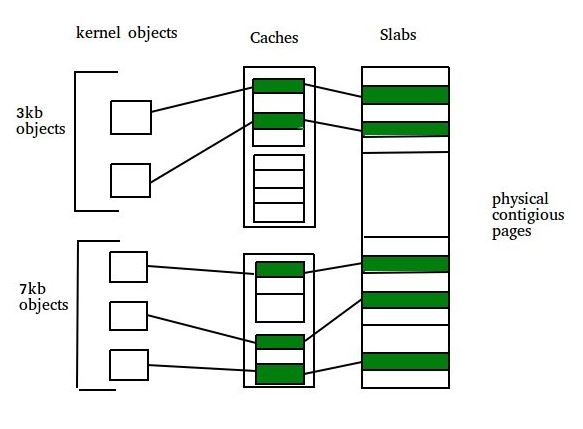 kernel objects
Caches
Slabs
3kb
objects
physical
contigious
pages
7kb
objects